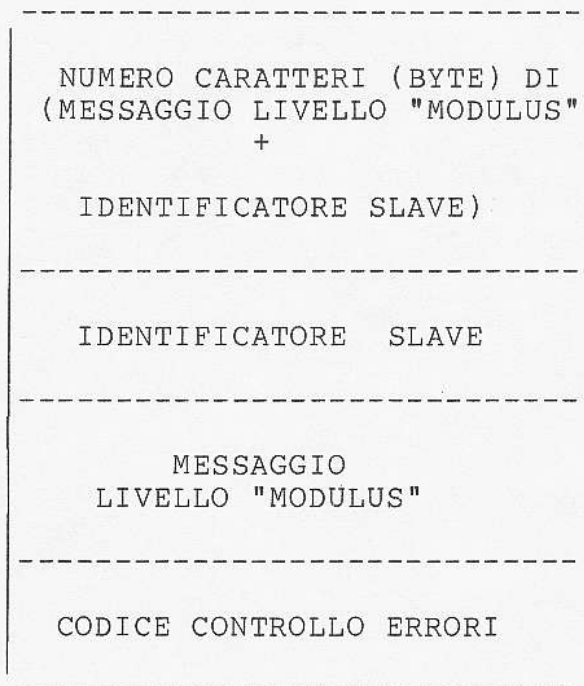 NUMERO CARATTERI (BYTE) DI
(MESSAGGIO LIVELLO "MODULUS"
+
IDENTIFICATORE SLAVE)
IDENTIFICATORE SLAVE
MESSAGGIO
LIVELLO "MODULUS"
CODICE CONTROLLO ERRORI